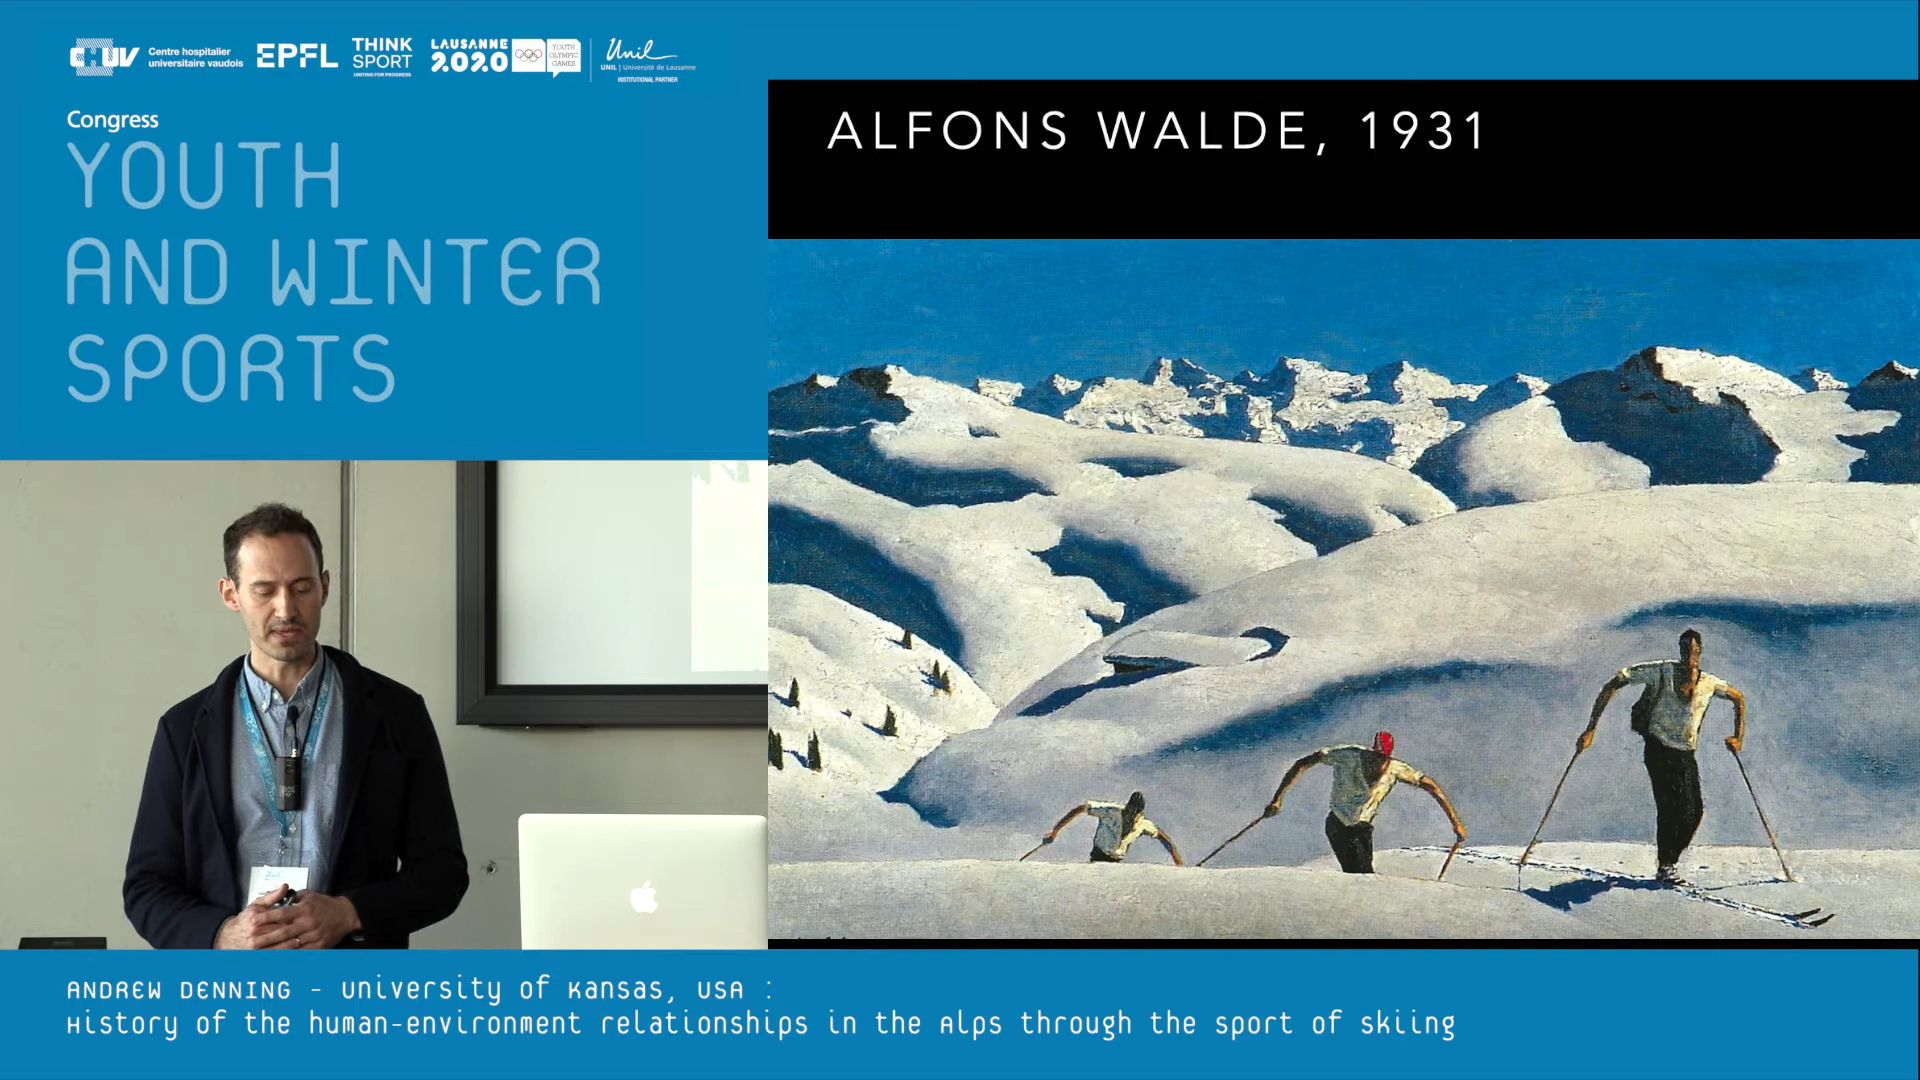 CHUV
Centre hospitalier
universitaire vaudois
EPFL
THINK
SPORT
UNITING FOR PROGRESS
LAUSANNE
2020
YOUTH
OLYMPIC
GAMES
Unil
UNIL | Université de Lausanne
INSTITUTIONAL PARTNER
Congress
YOUTH
AND WINTER
SPORTS
ALFONS WALDE, 1931
ANDREW DENNING - University of Kansas, USA :
History of the human-environment relationships in the Alps through the sport of skiing